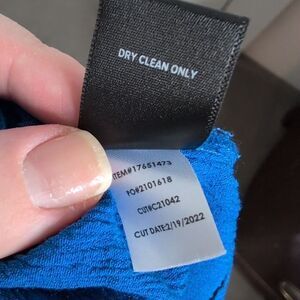 DRY CLEAN ONLY
ITEM#17651473
PO#2101618
CUT#C21042
CUT DATE:2/19/2022